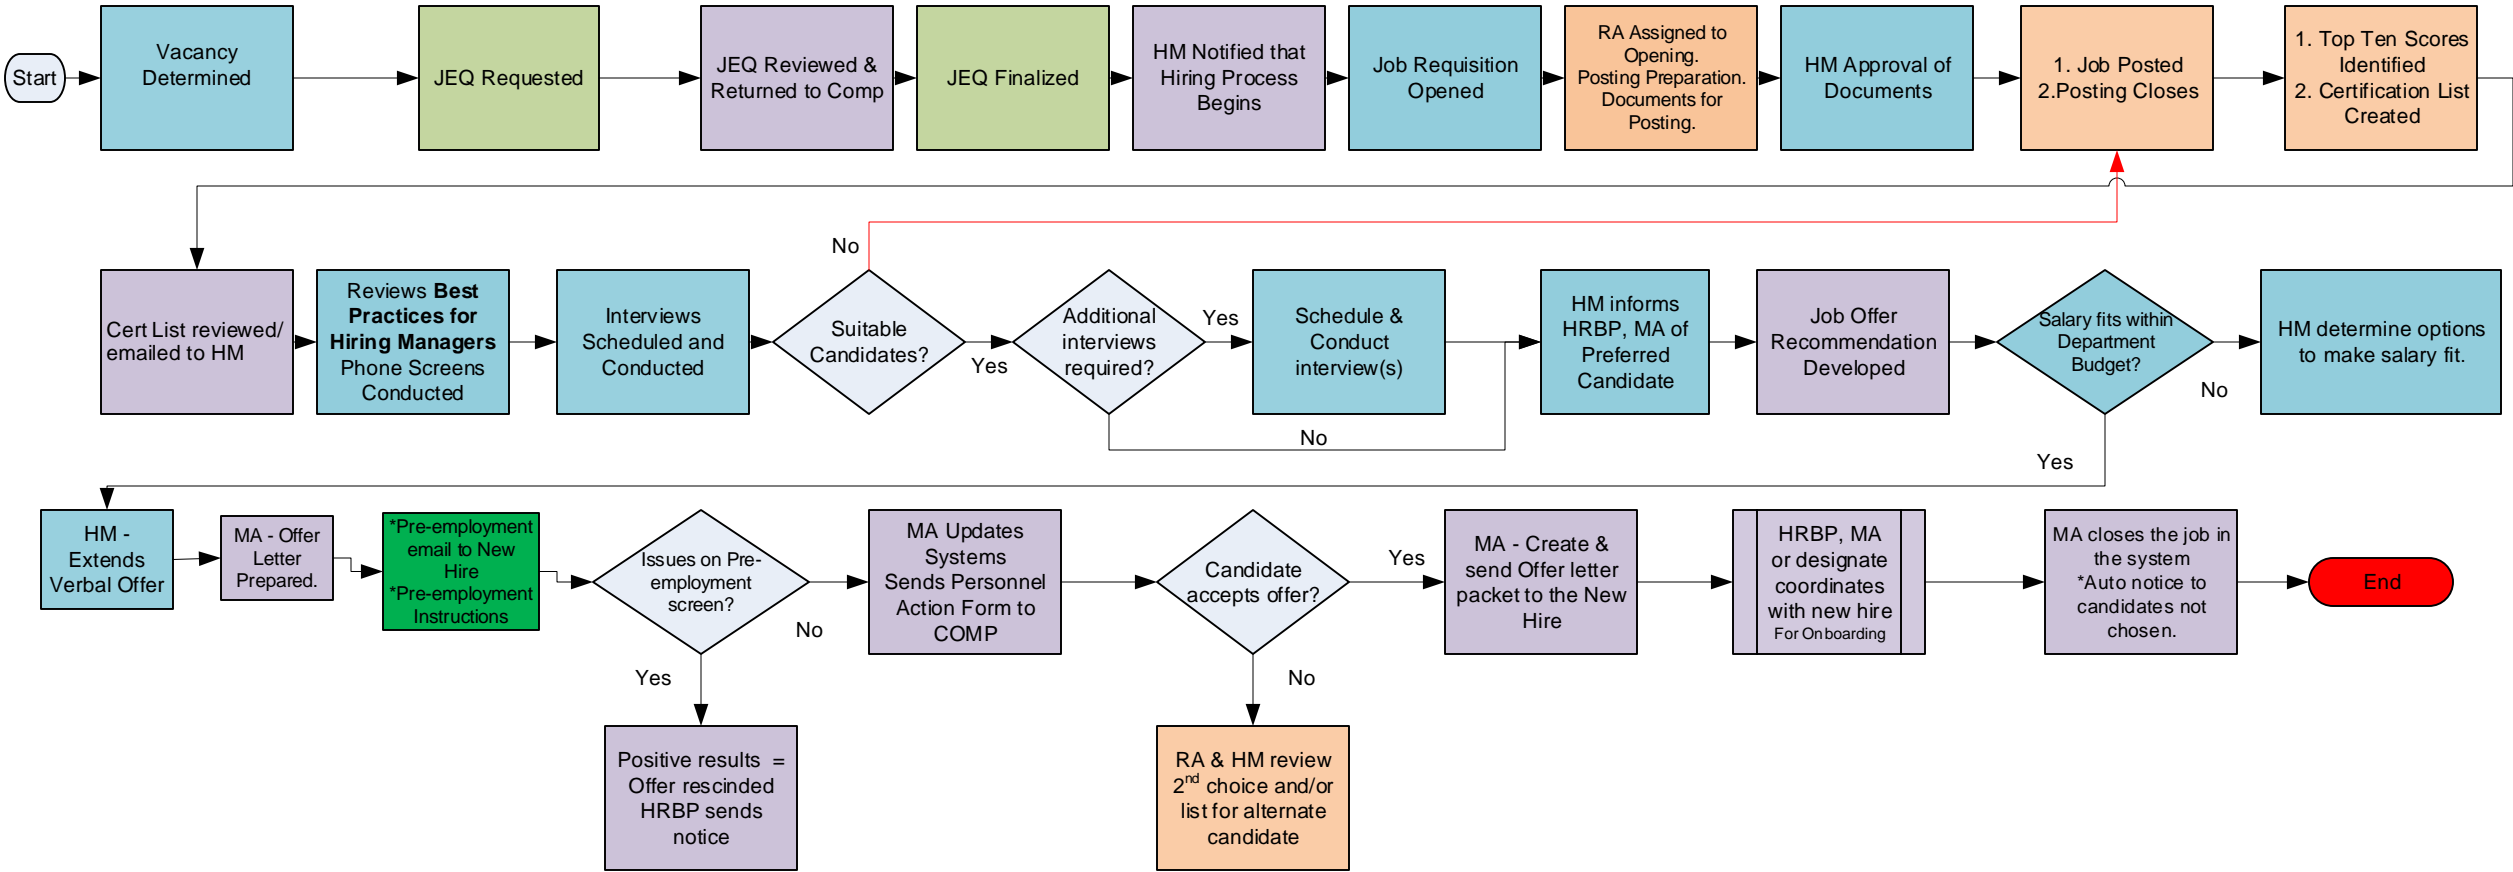 Start
Vacancy
Determined
JEQ Requested
JEQ Reviewed &
Returned to Comp
JEQ Finalized
HM Notified that
Hiring Process
Begins
Job Requisition
Opened
RA Assigned to
Opening.
Posting Preparation.
Documents for
Posting.
HM Approval of
Documents
1. Job Posted
2.Posting Closes
1. Top Ten Scores
Identified
2. Certification List
Created
Cert List reviewed/
emailed to HM
Reviews Best
Practices for
Hiring Managers
Phone Screens
Conducted
Interviews
Scheduled and
Conducted
No
Suitable
Candidates?
Yes
Additional
interviews
required?
Yes
No
Schedule &
Conduct
interview(s)
HM informs
HRBP, MA of
Preferred
Candidate
Job Offer
Recommendation
Developed
Salary fits within
Department
Budget?
No
Yes
HM determine options
to make salary fit.
HM -
Extends
Verbal Offer
MA - Offer
Letter
Prepared.
*Pre-employment
email to New
Hire
*Pre-employment
Instructions
Issues on Pre-
employment
screen?
No
Yes
MA Updates
Systems
Sends Personnel
Action Form to
COMP
Candidate
accepts offer?
Yes
No
MA - Create &
send Offer letter
packet to the New
Hire
HRBP, MA
or designate
coordinates
with new hire
For Onboarding
MA closes the job in
the system
*Auto notice to
candidates not
chosen.
End
Positive results =
Offer rescinded
HRBP sends
notice
RA & HM review
2nd choice and/or
list for alternate
candidate